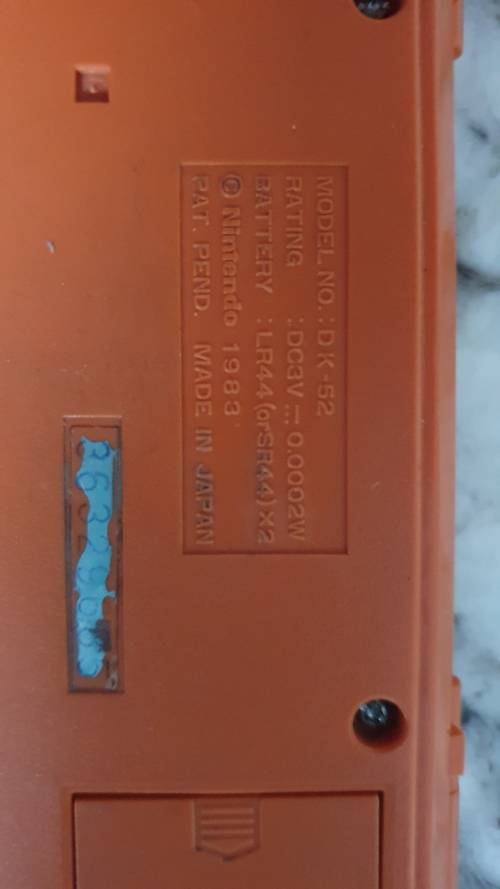 MODEL NO.: DK-52
RATING : DC3V ⎓ 0.0002W
BATTERY : LR44 (or SR44) X2
© Nintendo 1983
PAT. PEND. MADE IN JAPAN